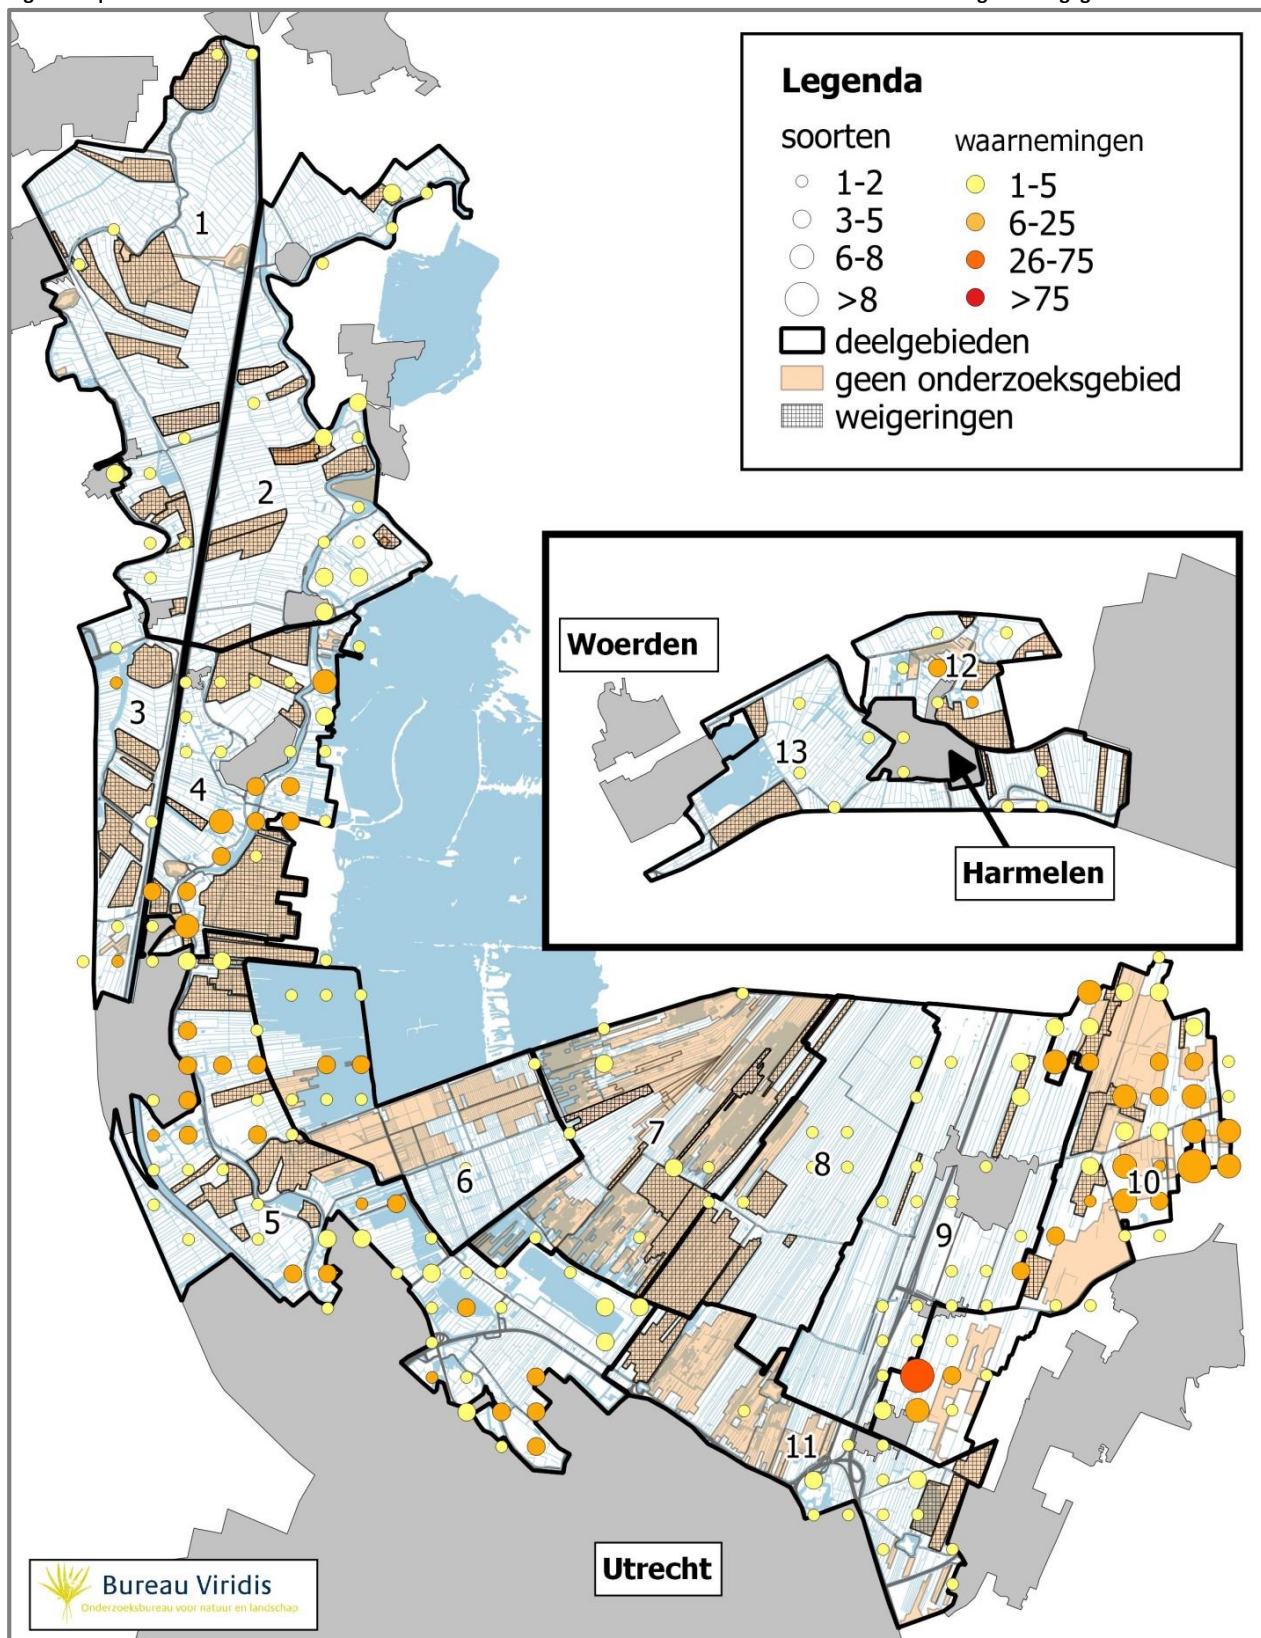 Legenda
soorten waarnemingen
1-2 1-5
3-5 6-25
6-8 26-75
>8 >75
deelgebieden
geen onderzoeksgebied
weigeringen
1
2
3
4
5
6
7
8
9
10
11
Woerden
12
13
Harmelen
Utrecht
Bureau Viridis
Onderzoeksbureau voor natuur en landschap